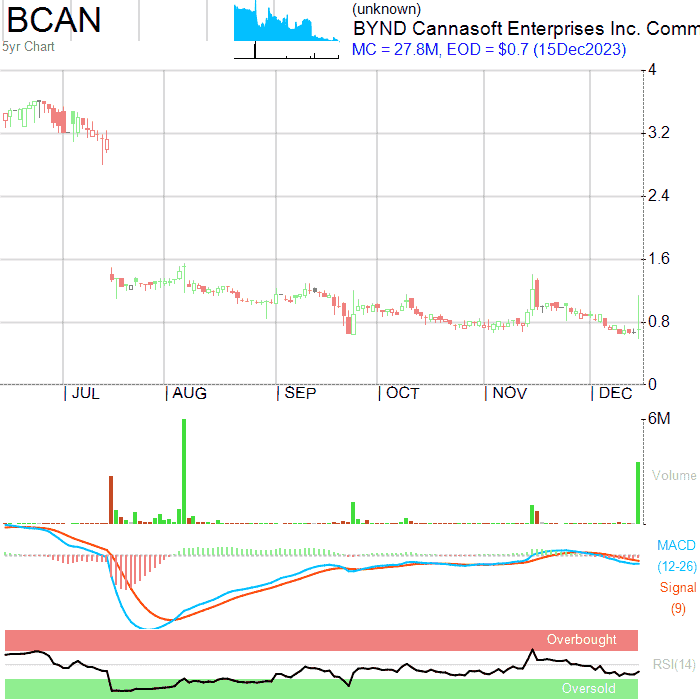 BCAN
5yr Chart
(unknown)
BYND Cannasoft Enterprises Inc. Comm
MC = 27.8M, EOD = $0.7 (15Dec2023)
4
3.2
2.4
1.6
0.8
0
JUL AUG SEP OCT NOV DEC
6M
Volume
MACD
(12-26)
Signal
(9)
Overbought
RSI(14)
Oversold